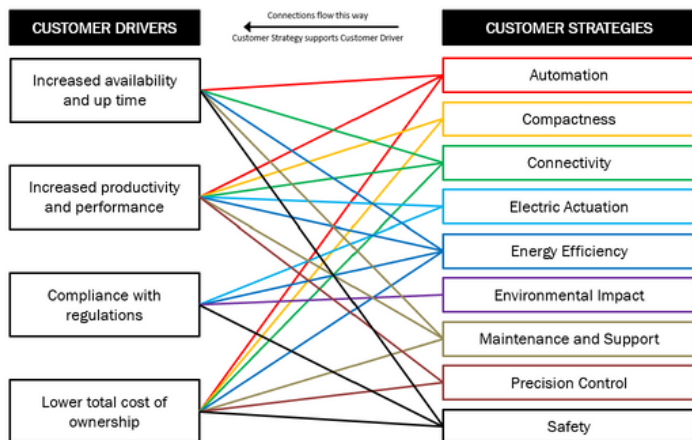 CUSTOMER DRIVERS
Connections flow this way
Customer Strategy supports Customer Driver
CUSTOMER STRATEGIES
Increased availability
and up time
Increased productivity
and performance
Compliance with
regulations
Lower total cost of
ownership
Automation
Compactness
Connectivity
Electric Actuation
Energy Efficiency
Environmental Impact
Maintenance and Support
Precision Control
Safety